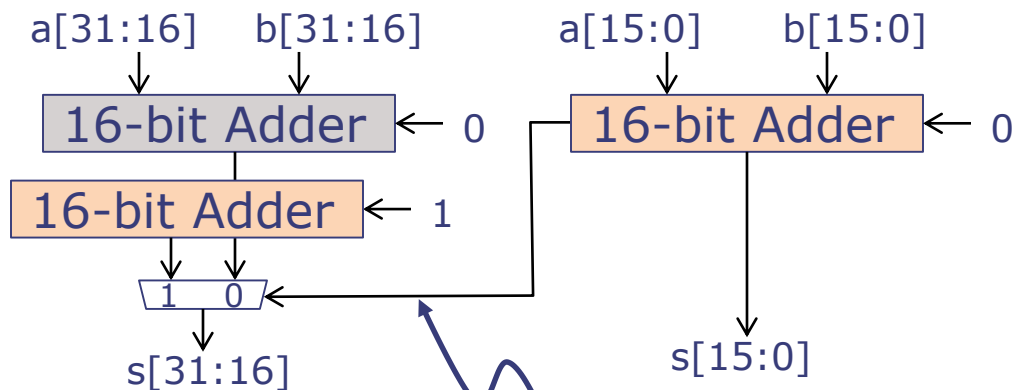 a[31:16] b[31:16] a[15:0] b[15:0]
16-bit Adder 0 16-bit Adder 0
16-bit Adder 1
1 0
s[31:16] s[15:0]